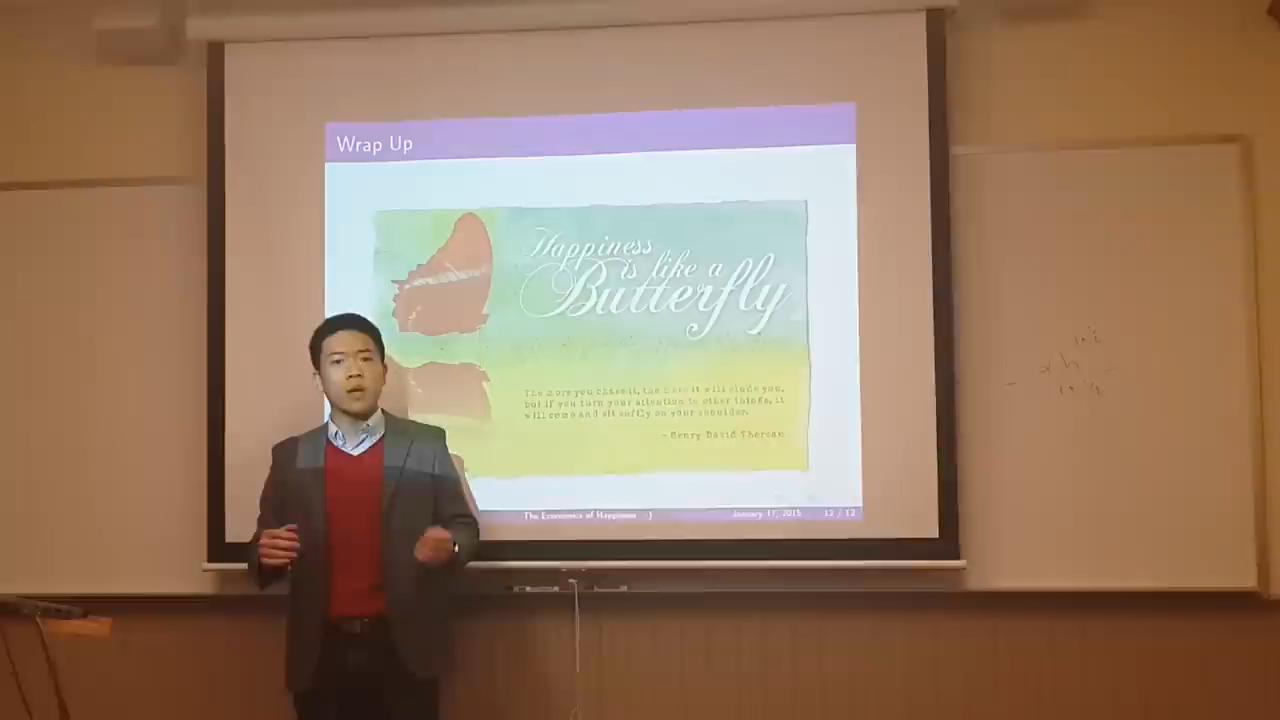 Wrap Up
Happiness
is like a
Butterfly
The more you chase it, the more it will elude you,
but if you turn your attention to other things, it
will come and sit softly on your shoulder.
- Henry David Thoreau
The Economics of Happiness :)
January 17, 2015
12 / 12